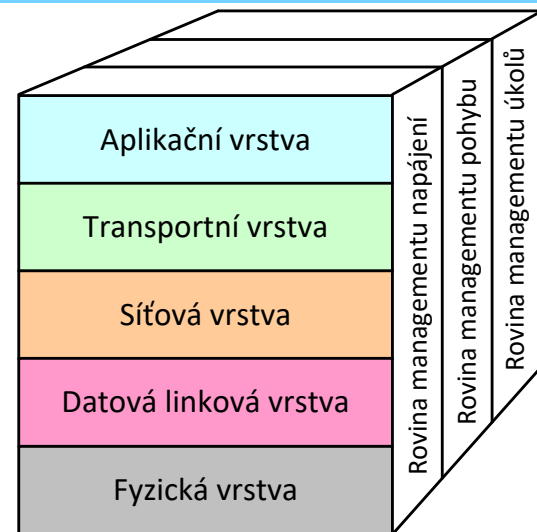 Aplikační vrstva
Transportní vrstva
Síťová vrstva
Datová linková vrstva
Fyzická vrstva
Rovina managementu napájení
Rovina managementu pohybu
Rovina managementu úkolů